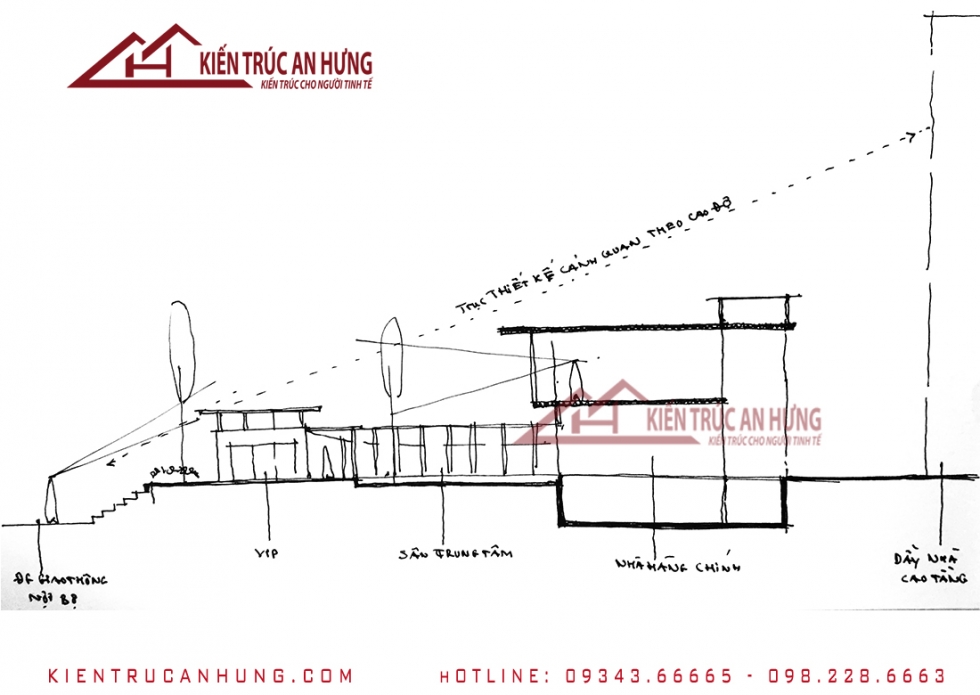 KIẾN TRÚC AN HƯNG
KIẾN TRÚC CHO NGƯỜI TINH TẾ
TRỤC THIẾT KẾ CẢNH QUAN THEO CAO ĐỘ
KIẾN TRÚC AN HƯNG
KIẾN TRÚC CHO NGƯỜI TINH TẾ
VIP
SÂN TRUNG TÂM
NHÀ HÀNG CHÍNH
DÃY NHÀ
CAO TẦNG
GIAO THÔNG
NỘI BỘ
KIENTRUCANHUNG.COM
HOTLINE: 09343.66665 - 098.228.6663